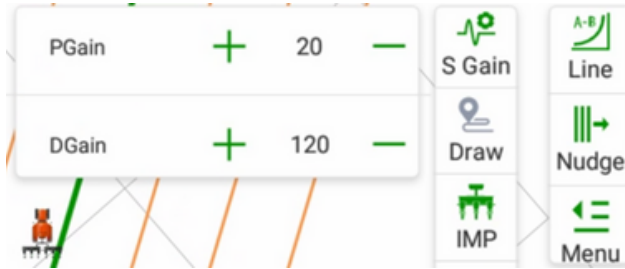 PGain + 20 −
DGain + 120 −
S Gain
Draw
IMP
A-B
Line
Nudge
Menu